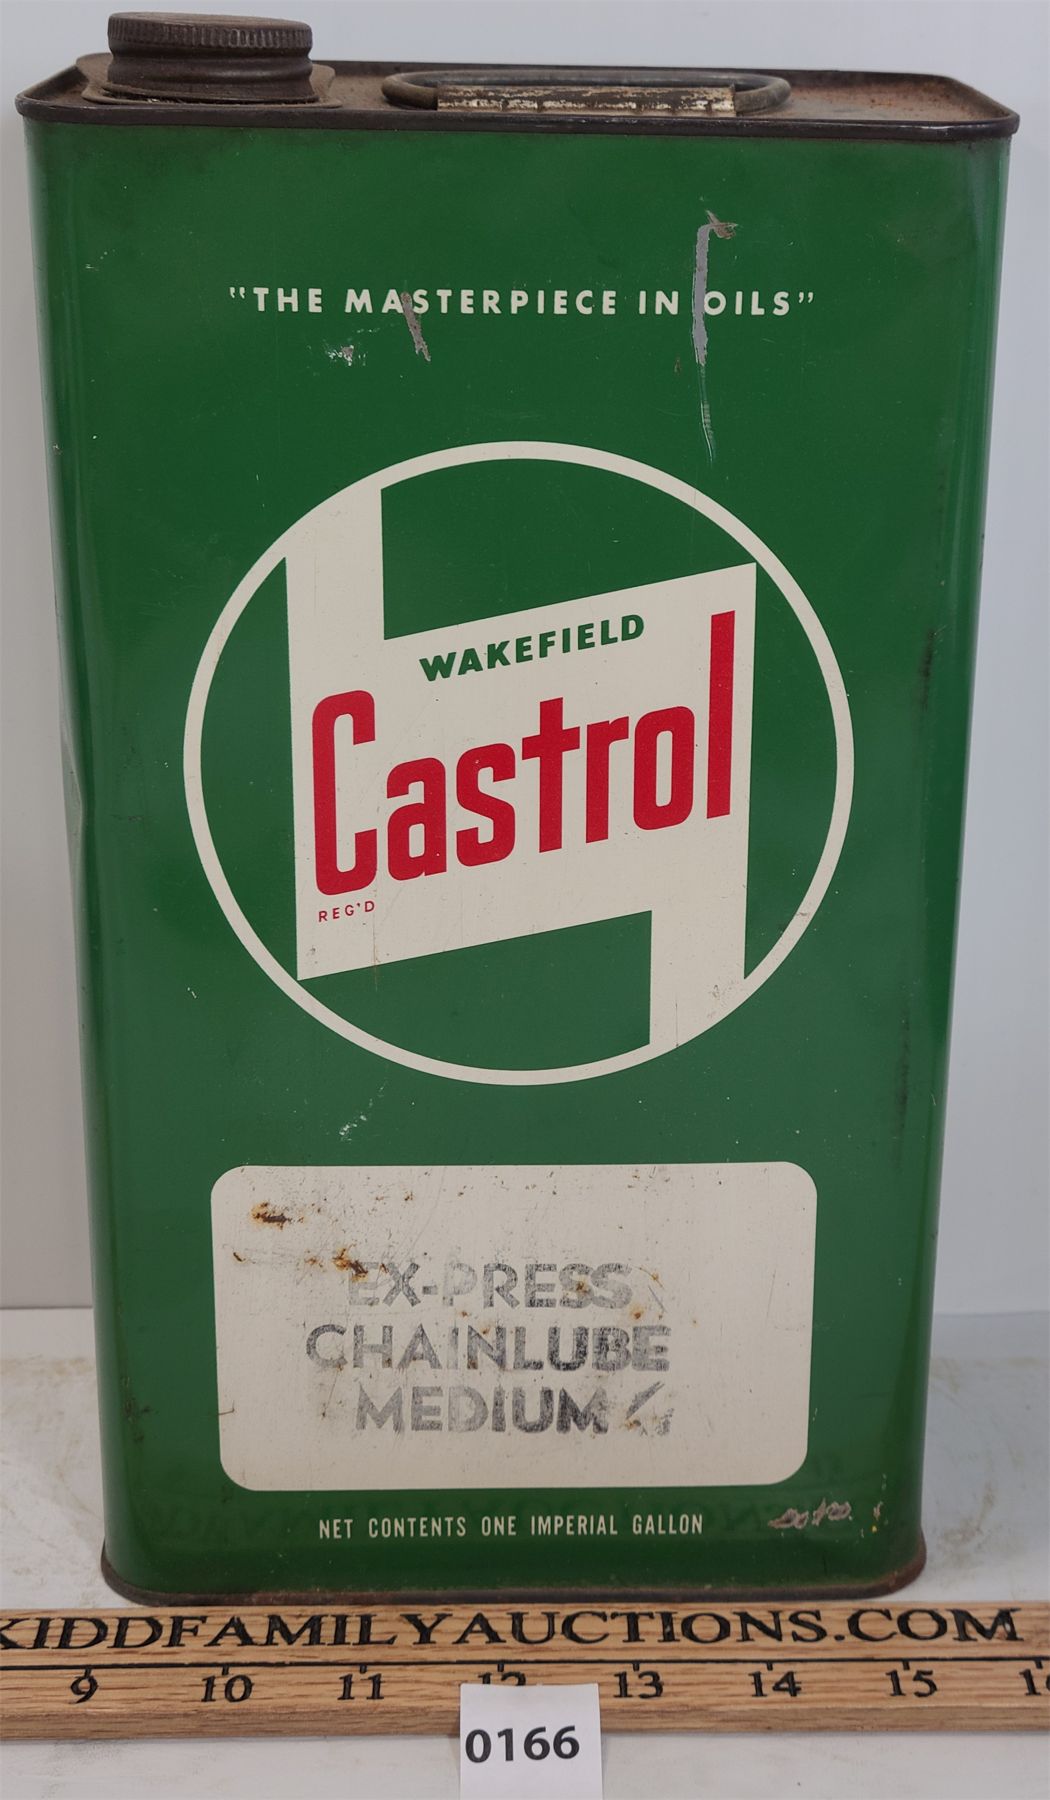 "THE MASTERPIECE IN OILS"
WAKEFIELD
Castrol
REG'D
EX-PRESS
CHAINLUBE
MEDIUM
NET CONTENTS ONE IMPERIAL GALLON
KIDDFAMILYAUCTIONS.COM
9 10 11 12 13 14 15
0166